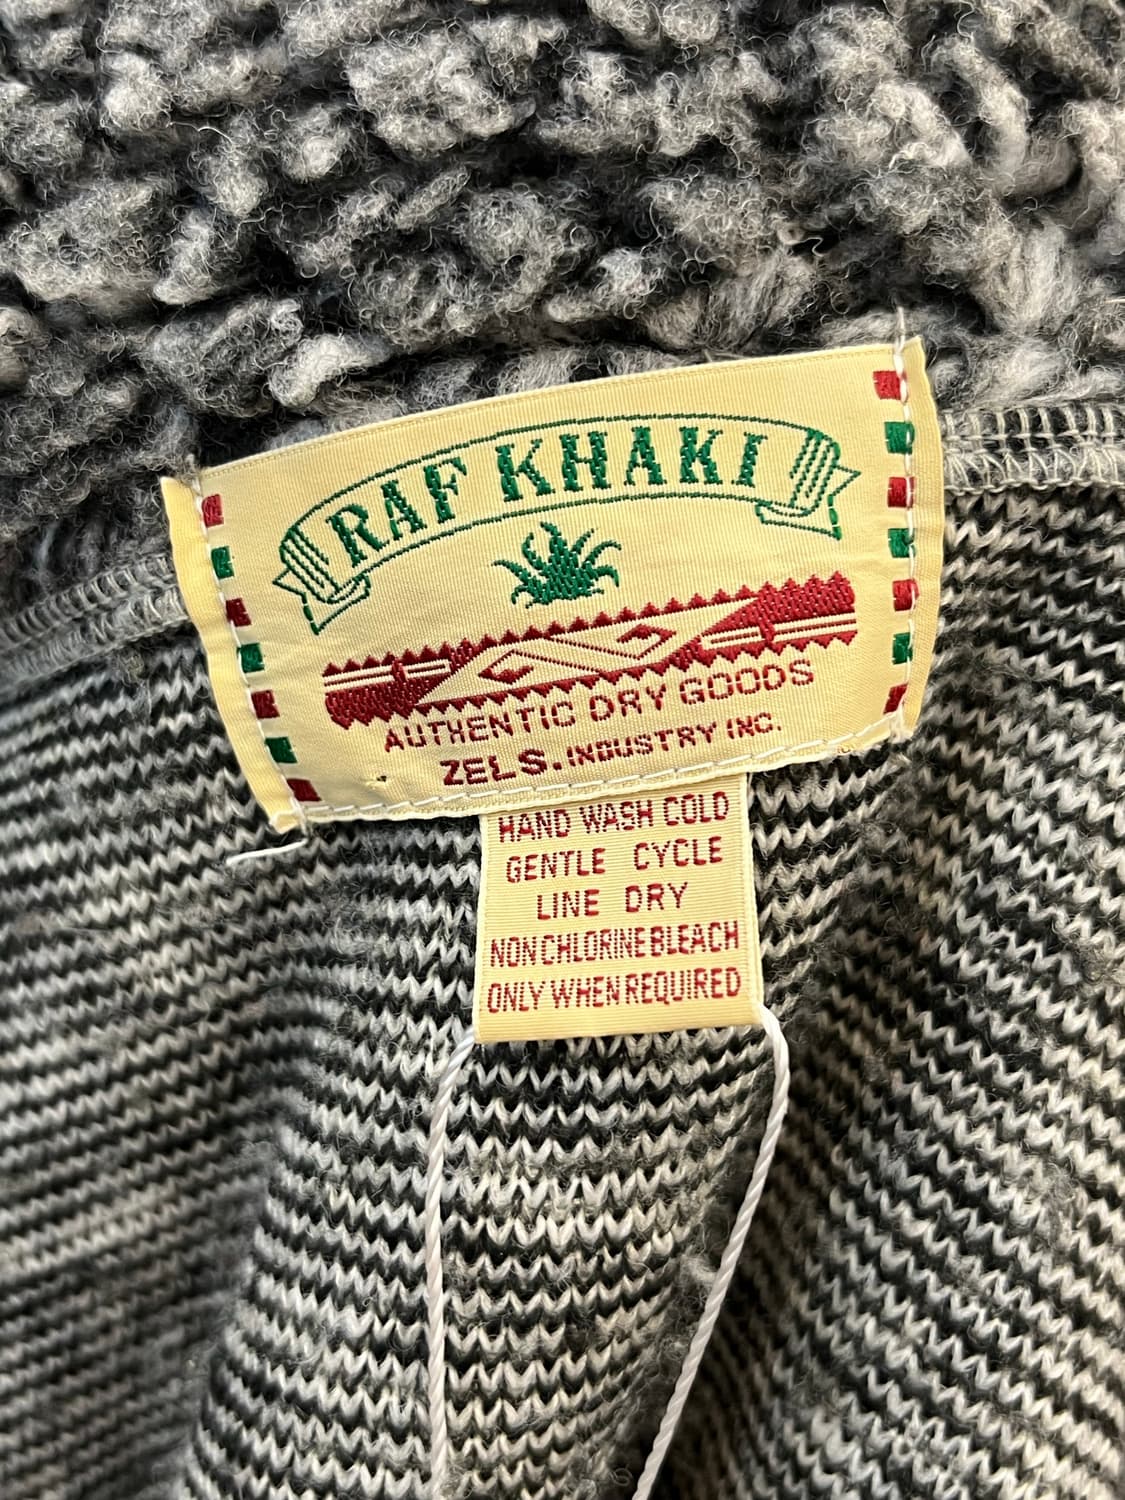 RAF KHAKI
AUTHENTIC DRY GOODS
ZELS. INDUSTRY INC.
HAND WASH COLD
GENTLE CYCLE
LINE DRY
NON CHLORINE BLEACH
ONLY WHEN REQUIRED